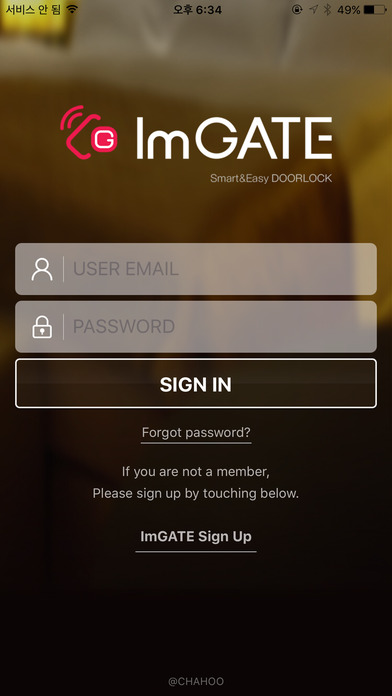 서비스 안 됨 오후 6:34 49%
G ImGATE
Smart&Easy DOORLOCK
USER EMAIL
PASSWORD
SIGN IN
Forgot password?
If you are not a member,
Please sign up by touching below.
ImGATE Sign Up
@CHAHOO